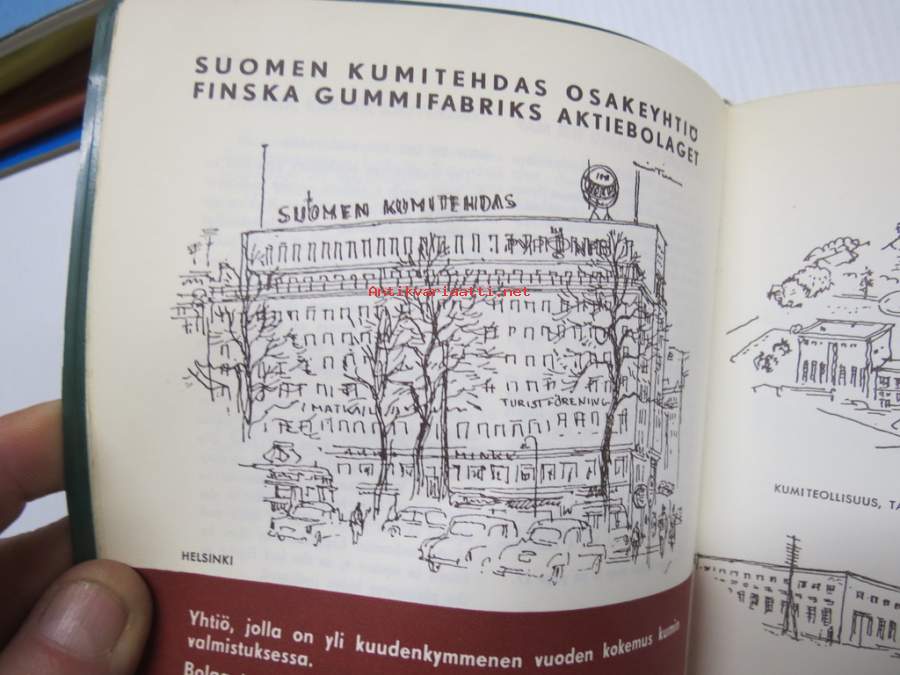 SUOMEN KUMITEHDAS OSAKEYHTIÖ
FINSKA GUMMIFABRIKS AKTIEBOLAGET
SUOMEN KUMITEHDAS
Antikvariaatti.net
TURISTFÖRENING
HELSINKI
Yhtiö, jolla on yli kuudenkymmenen vuoden kokemus kumin
valmistuksessa.
KUMITEOLLISUUS,